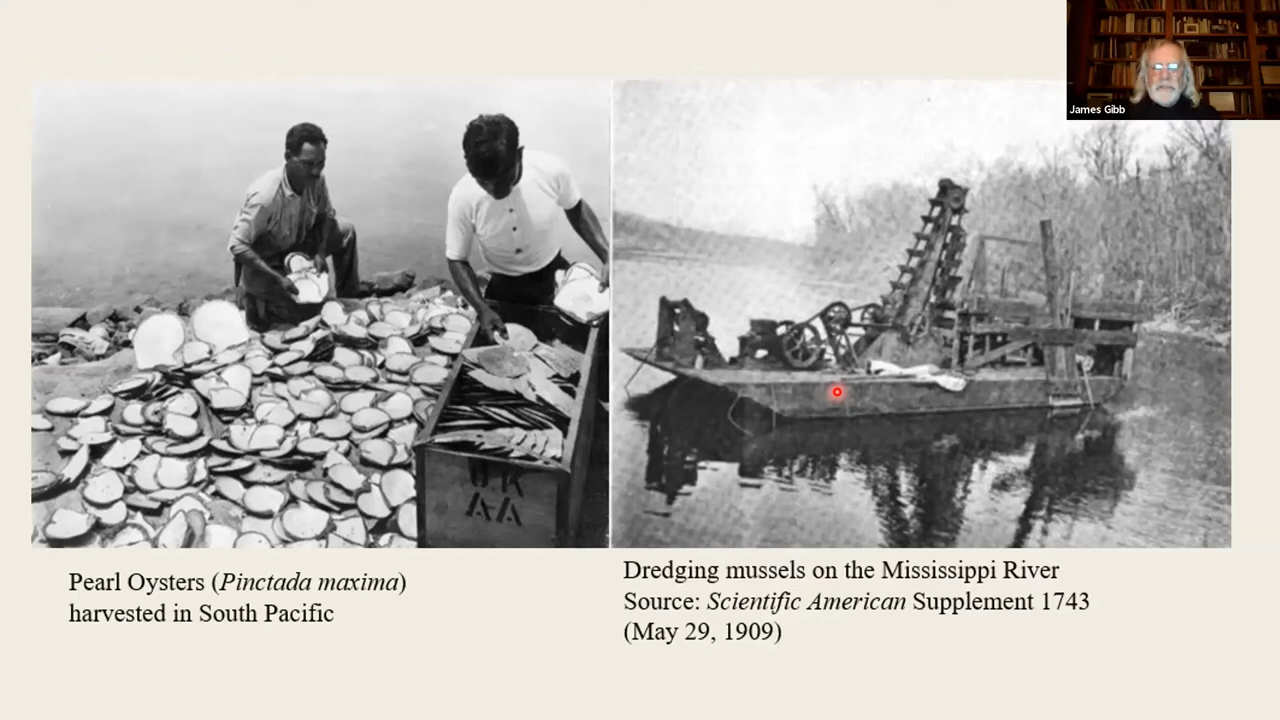 James Gibb
U.K
AA
Pearl Oysters (Pinctada maxima)
harvested in South Pacific
Dredging mussels on the Mississippi River
Source: Scientific American Supplement 1743
(May 29, 1909)